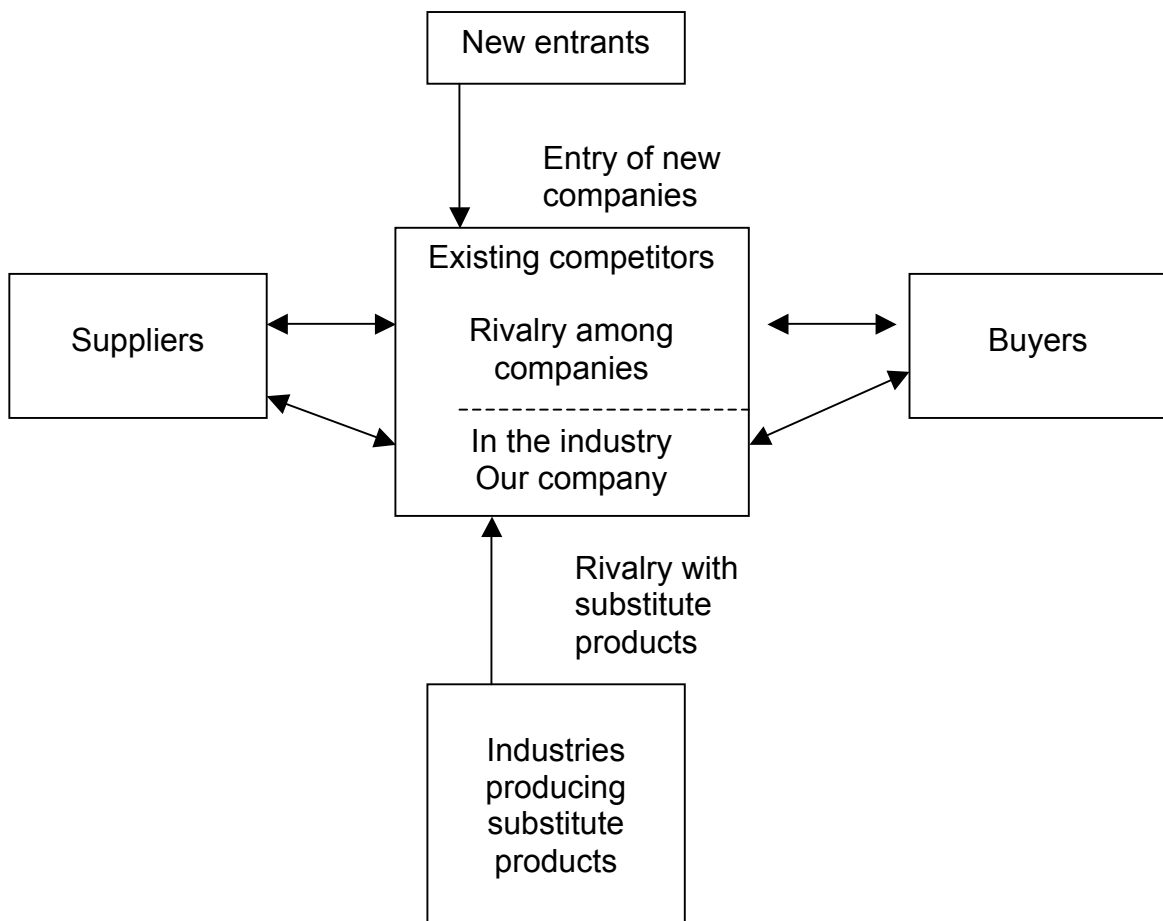 New entrants
Entry of new
companies
Existing competitors
Suppliers
Rivalry among
companies
Buyers
In the industry
Our company
Rivalry with
substitute
products
Industries
producing
substitute
products